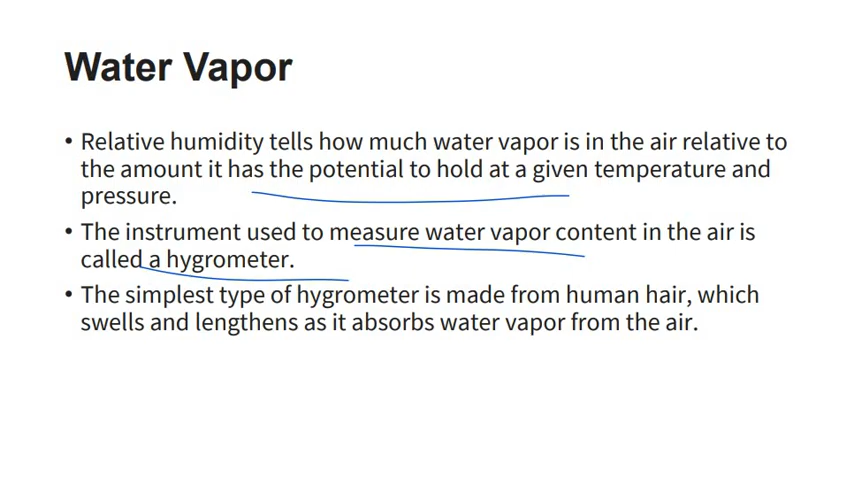 Water Vapor
• Relative humidity tells how much water vapor is in the air relative to
the amount it has the potential to hold at a given temperature and
pressure.
• The instrument used to measure water vapor content in the air is
called a hygrometer.
• The simplest type of hygrometer is made from human hair, which
swells and lengthens as it absorbs water vapor from the air.